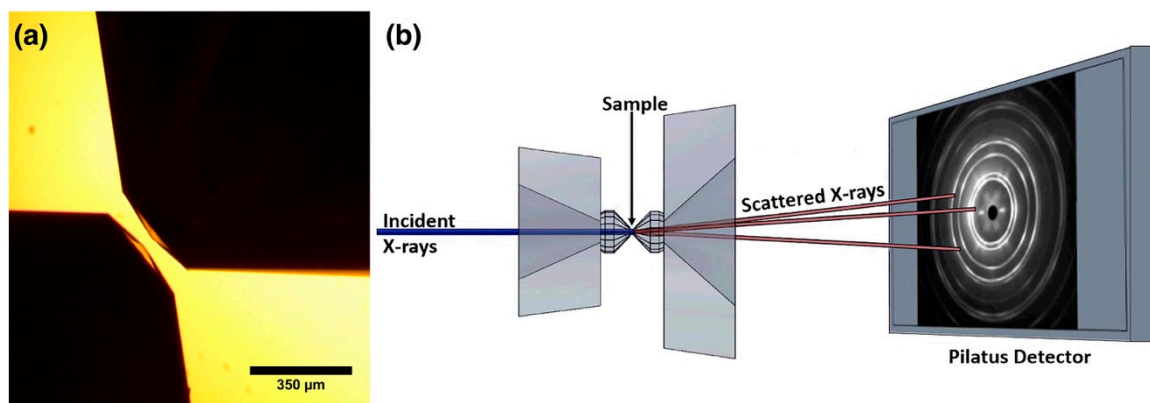 (a)
350 µm
(b)
Sample
Incident
X-rays
Scattered X-rays
Pilatus Detector